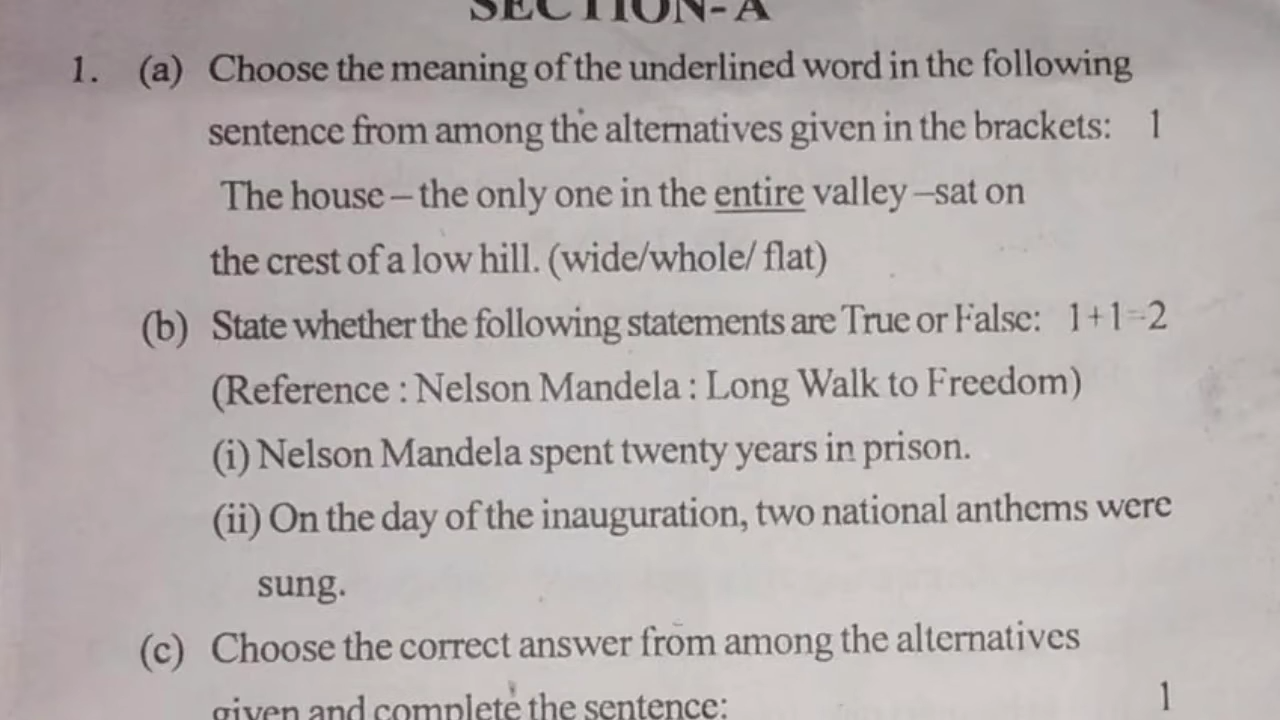 SECTION-A
1. (a) Choose the meaning of the underlined word in the following
sentence from among the alternatives given in the brackets: 1
The house – the only one in the entire valley –sat on
the crest of a low hill. (wide/whole/ flat)
(b) State whether the following statements are True or False: 1+1=2
(Reference : Nelson Mandela : Long Walk to Freedom)
(i) Nelson Mandela spent twenty years in prison.
(ii) On the day of the inauguration, two national anthems were
sung.
(c) Choose the correct answer from among the alternatives
given and complete the sentence: 1